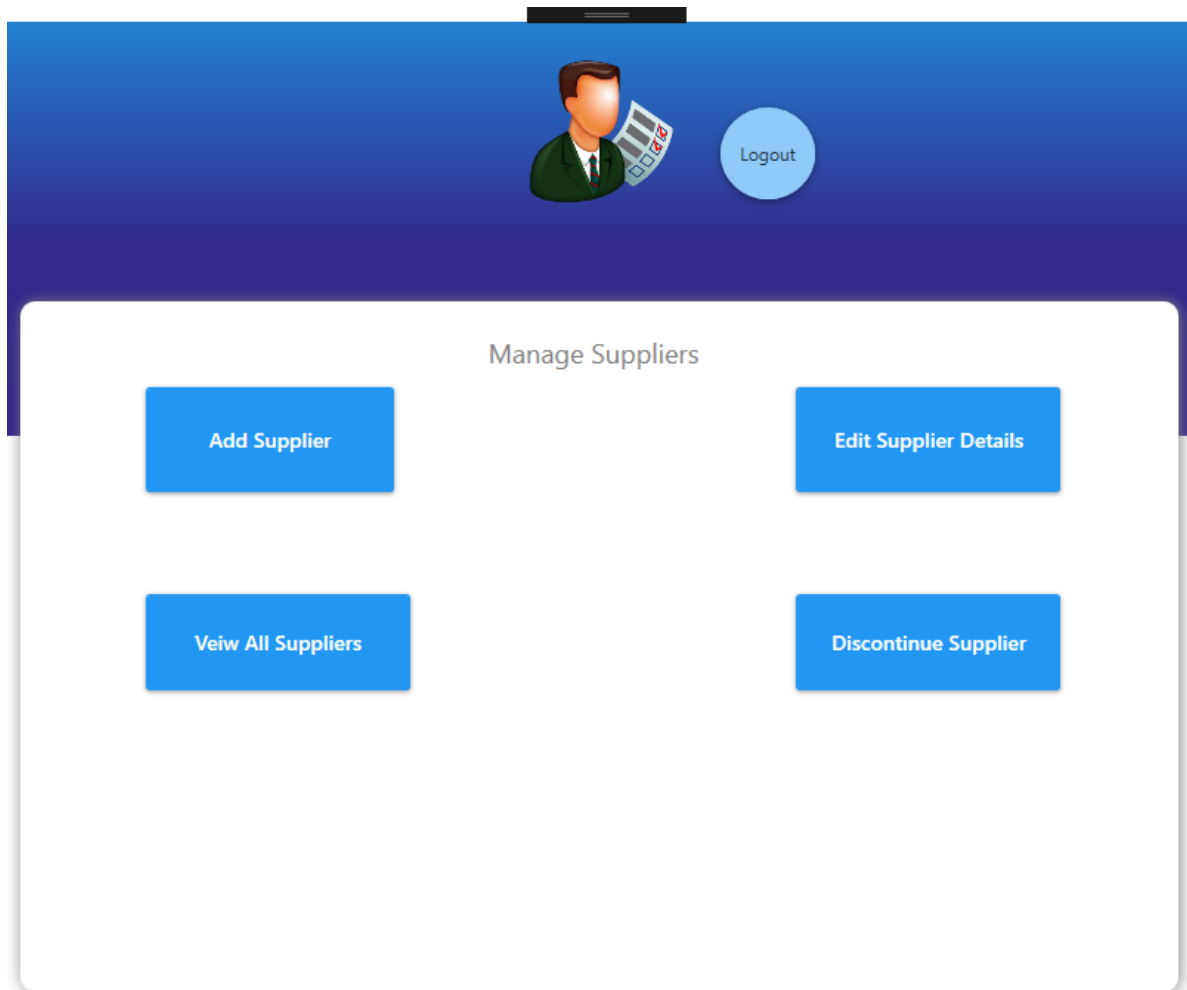 Logout
Manage Suppliers
Add Supplier
Edit Supplier Details
Veiw All Suppliers
Discontinue Supplier